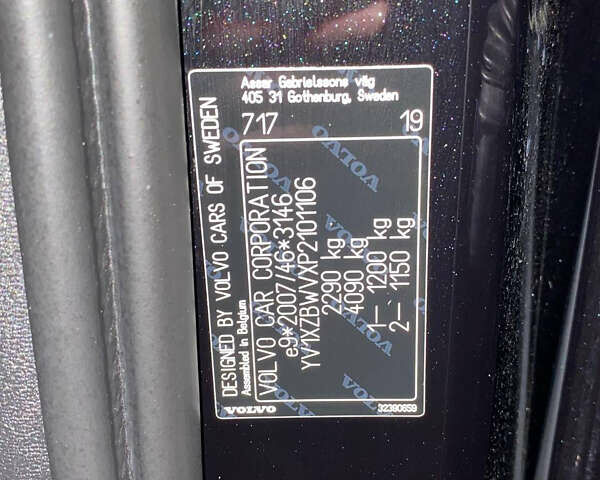 Assar Gabrielssons väg
405 31 Gothenburg, Sweden
717 19
DESIGNED BY VOLVO CARS OF SWEDEN
Assembled in Belgium
VOLVO CAR CORPORATION
e9*2007/46*3146
YV1XZBWVXP2101106
2290 kg
4090 kg
1– 1200 kg
2– 1150 kg
VOLVO
32390659